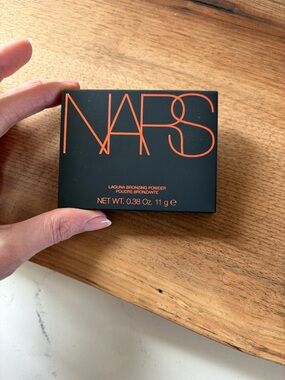 NARS
LAGUNA BRONZING POWDER
POUDRE BRONZANTE
NET WT. 0.38 Oz. 11 g ℮